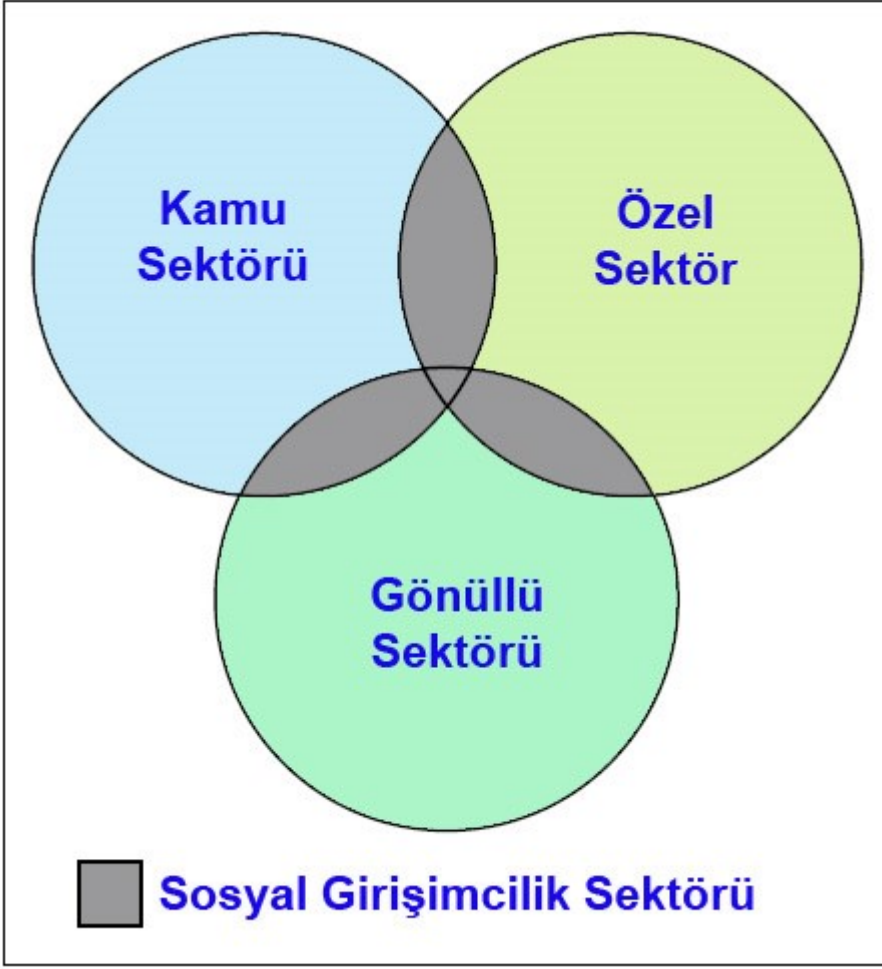 Kamu
Sektörü
Özel
Sektör
Gönüllü
Sektörü
Sosyal Girişimcilik Sektörü